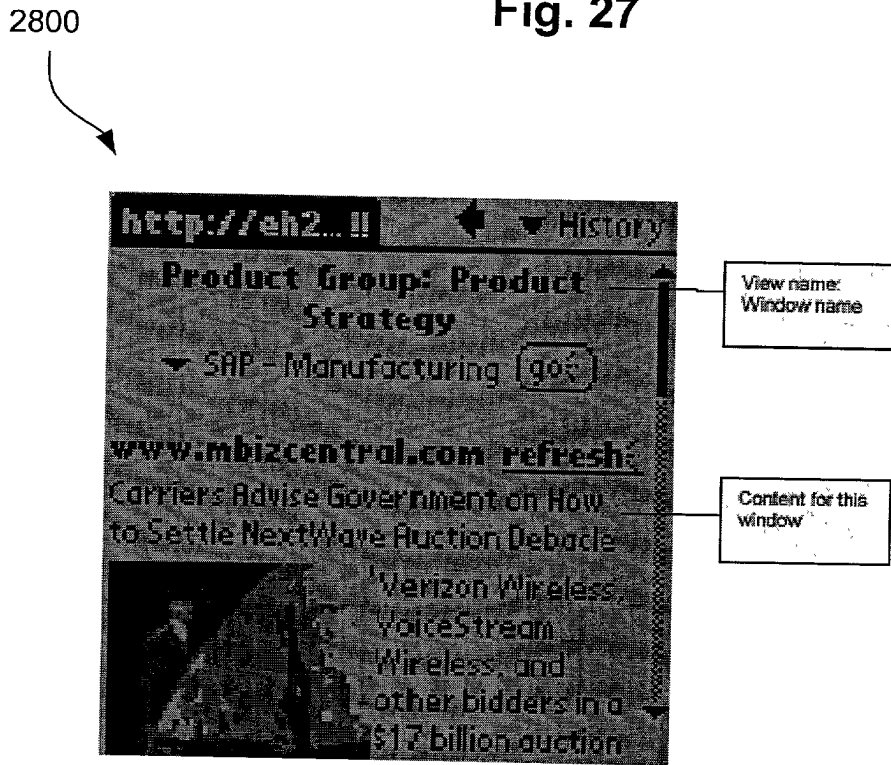 Fig. 27
2800
http://eh2... !!
History
Product Group: Product
Strategy
SAP - Manufacturing go
www.mbizcentral.com refresh
Carriers Advise Government on How
to Settle NextWave Auction Debacle
Verizon Wireless,
VoiceStream
Wireless, and
other bidders in a
$17 billion auction
View name:
Window name
Content for this
window